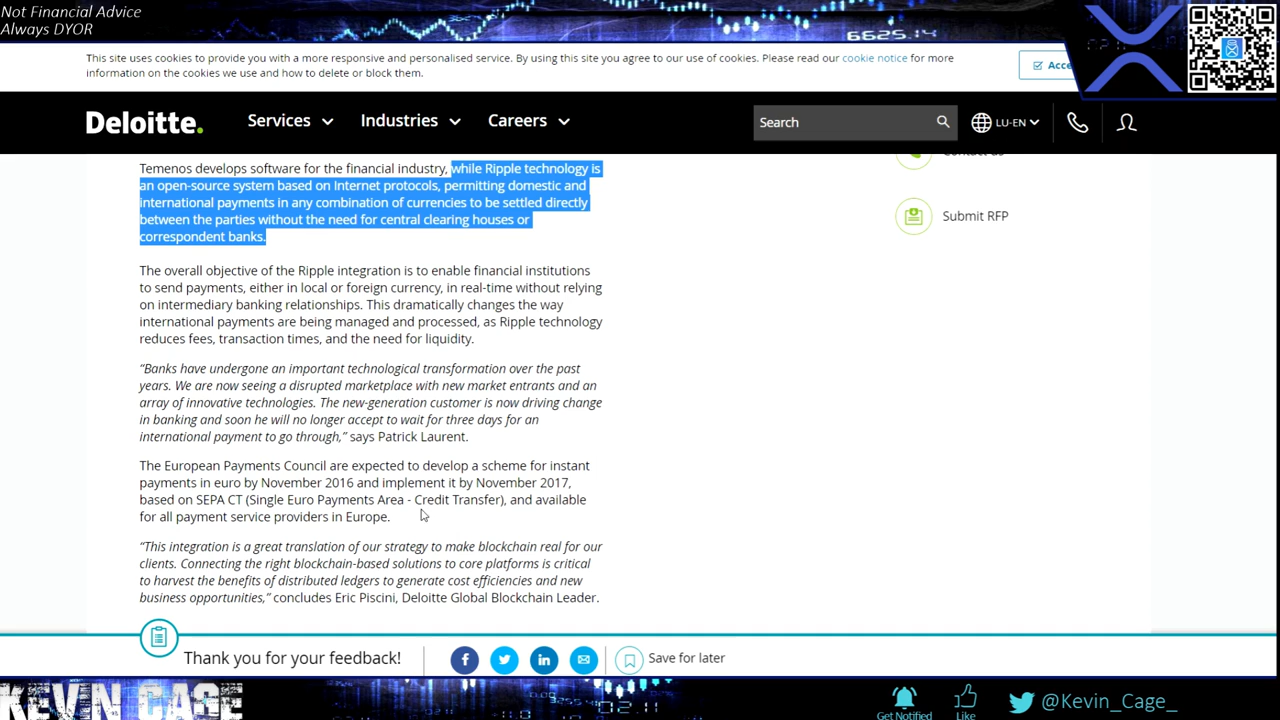 Not Financial Advice
Always DYOR
6625.14
This site uses cookies to provide you with a more responsive and personalised service. By using this site you agree to our use of cookies. Please read our cookie notice for more
information on the cookies we use and how to delete or block them.
Deloitte.
Services
Industries
Careers
Search
LU-EN
Temenos develops software for the financial industry, while Ripple technology is
an open-source system based on Internet protocols, permitting domestic and
international payments in any combination of currencies to be settled directly
between the parties without the need for central clearing houses or
correspondent banks.
Submit RFP
The overall objective of the Ripple integration is to enable financial institutions
to send payments, either in local or foreign currency, in real-time without relying
on intermediary banking relationships. This dramatically changes the way
international payments are being managed and processed, as Ripple technology
reduces fees, transaction times, and the need for liquidity.
“Banks have undergone an important technological transformation over the past
years. We are now seeing a disrupted marketplace with new market entrants and an
array of innovative technologies. The new-generation customer is now driving change
in banking and soon he will no longer accept to wait for three days for an
international payment to go through,” says Patrick Laurent.
The European Payments Council are expected to develop a scheme for instant
payments in euro by November 2016 and implement it by November 2017,
based on SEPA CT (Single Euro Payments Area - Credit Transfer), and available
for all payment service providers in Europe.
“This integration is a great translation of our strategy to make blockchain real for our
clients. Connecting the right blockchain-based solutions to core platforms is critical
to harvest the benefits of distributed ledgers to generate cost efficiencies and new
business opportunities,” concludes Eric Piscini, Deloitte Global Blockchain Leader.
Thank you for your feedback!
Save for later
KEVIN CAGE
Get Notified
Like
@Kevin_Cage_